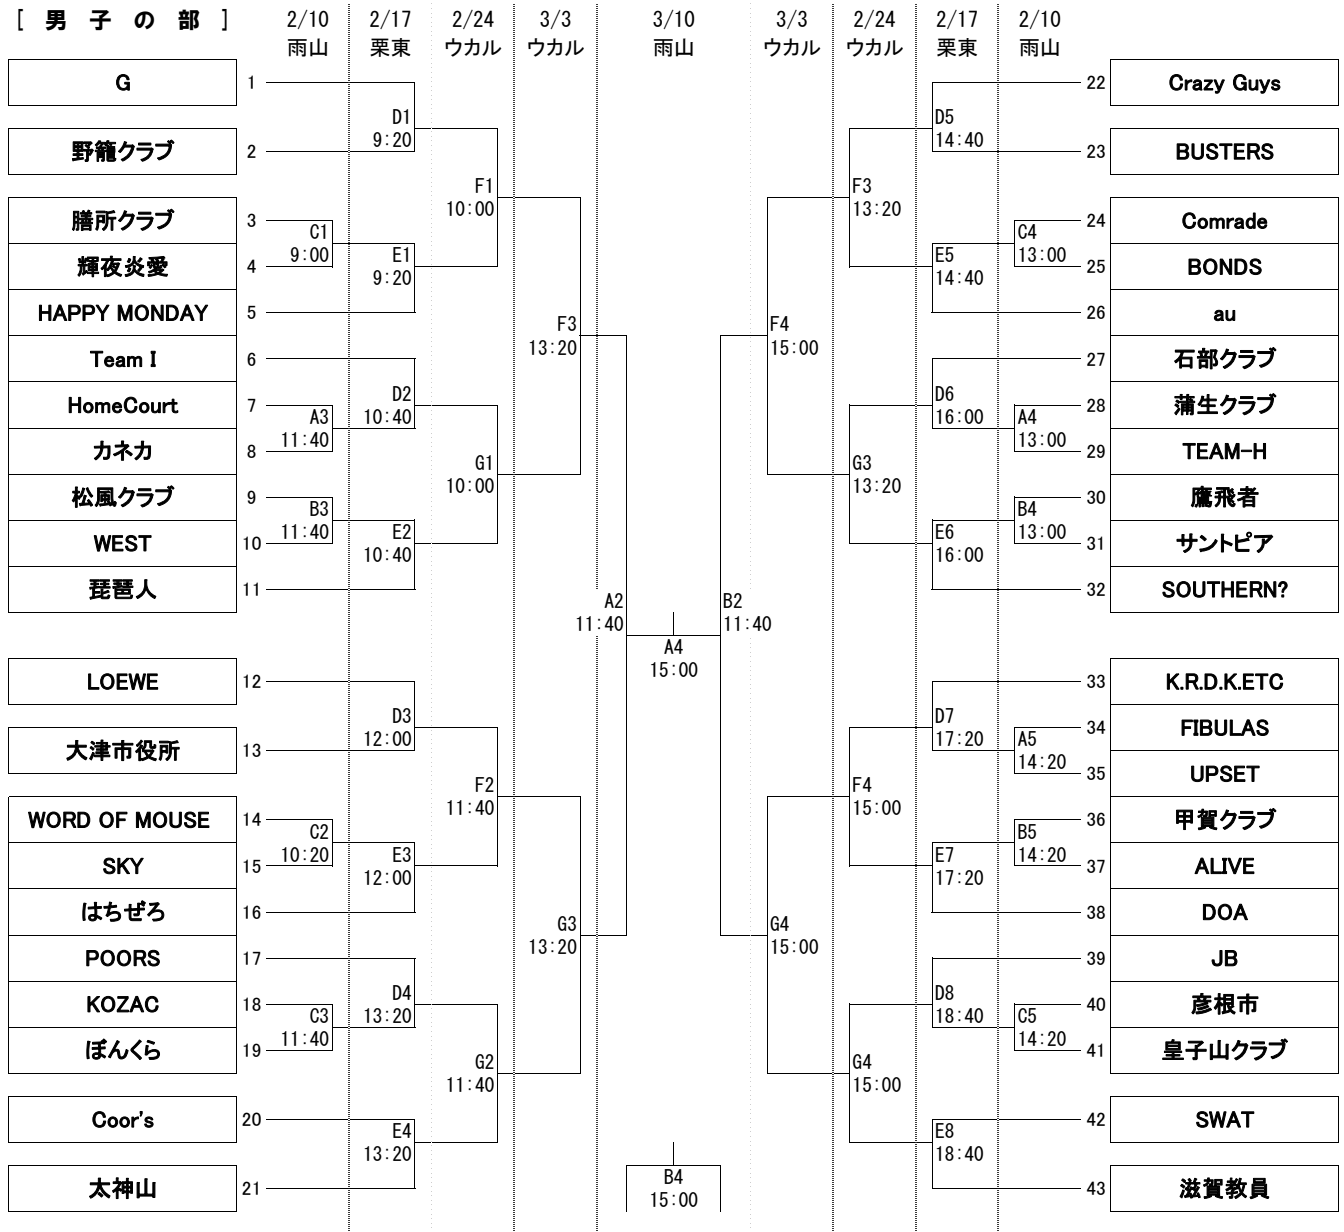 [ 男 子 の 部 ] 2/10 2/17 2/24 3/3 3/10 3/3 2/24 2/17 2/10
雨山 栗東 ウカル ウカル 雨山 ウカル ウカル 栗東 雨山
G 1 22 Crazy Guys
D1 D5
9:20 14:40
野籠クラブ 2 23 BUSTERS
F1 F3
10:00 13:20
膳所クラブ 3 24 Comrade
C1 C4
9:00 E1 E5 13:00
輝夜炎愛 4 25 BONDS
9:20 14:40
HAPPY MONDAY 5 26 au
F3 F4
13:20 15:00
Team I 6 27 石部クラブ
D2 D6
HomeCourt 7 28 蒲生クラブ
A3 10:40 16:00 A4
11:40 13:00
カネカ 8 29 TEAM-H
G1 G3
10:00 13:20
松風クラブ 9 30 鷹飛者
B3 B4
11:40 E2 E6 13:00
WEST 10 31 サントピア
10:40 16:00
琵琶人 11 32 SOUTHERN?
A2 B2
11:40 11:40
A4
15:00
LOEWE 12 33 K.R.D.K.ETC
D3 D7
34 FIBULAS
12:00 17:20 A5
大津市役所 13
14:20
35 UPSET
F2 F4
11:40 15:00
WORD OF MOUSE 14 36 甲賀クラブ
C2 B5
10:20 E3 E7 14:20
SKY 15 37 ALIVE
12:00 17:20
はちぜろ 16 38 DOA
G3 G4
13:20 15:00
POORS 17 39 JB
D4 D8
KOZAC 18 40 彦根市
C3 13:20 18:40 C5
11:40 14:20
ぼんくら 19 41 皇子山クラブ
G2 G4
11:40 15:00
Coor's 20 42 SWAT
E4 E8
13:20 18:40
B4
太神山 21 43 滋賀教員
15:00